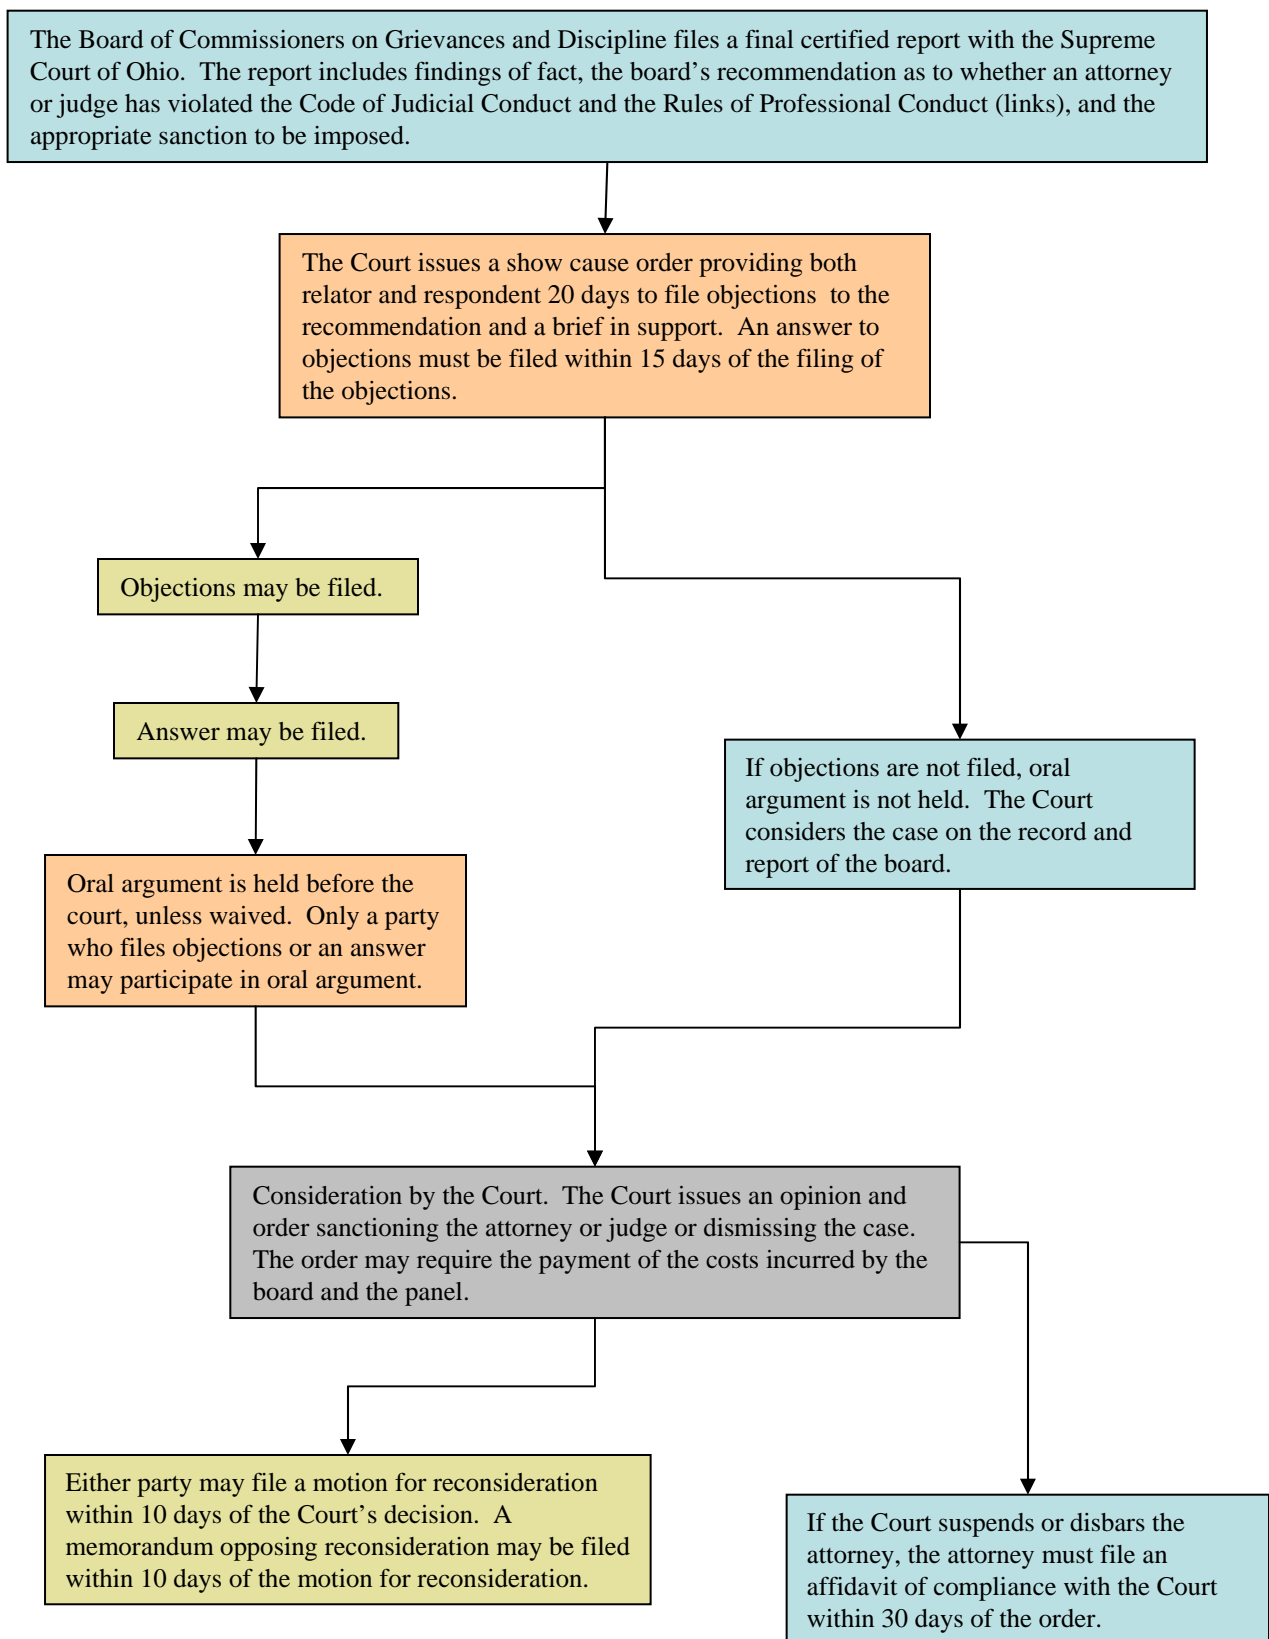 The Board of Commissioners on Grievances and Discipline files a final certified report with the Supreme
Court of Ohio.  The report includes findings of fact, the board’s recommendation as to whether an attorney
or judge has violated the Code of Judicial Conduct and the Rules of Professional Conduct (links), and the
appropriate sanction to be imposed.
The Court issues a show cause order providing both
relator and respondent 20 days to file objections  to the
recommendation and a brief in support.  An answer to
objections must be filed within 15 days of the filing of
the objections.
Objections may be filed.
Answer may be filed.
If objections are not filed, oral
argument is not held.  The Court
considers the case on the record and
report of the board.
Oral argument is held before the
court, unless waived.  Only a party
who files objections or an answer
may participate in oral argument.
Consideration by the Court.  The Court issues an opinion and
order sanctioning the attorney or judge or dismissing the case.
The order may require the payment of the costs incurred by the
board and the panel.
Either party may file a motion for reconsideration
within 10 days of the Court’s decision.  A
memorandum opposing reconsideration may be filed
within 10 days of the motion for reconsideration.
If the Court suspends or disbars the
attorney, the attorney must file an
affidavit of compliance with the Court
within 30 days of the order.